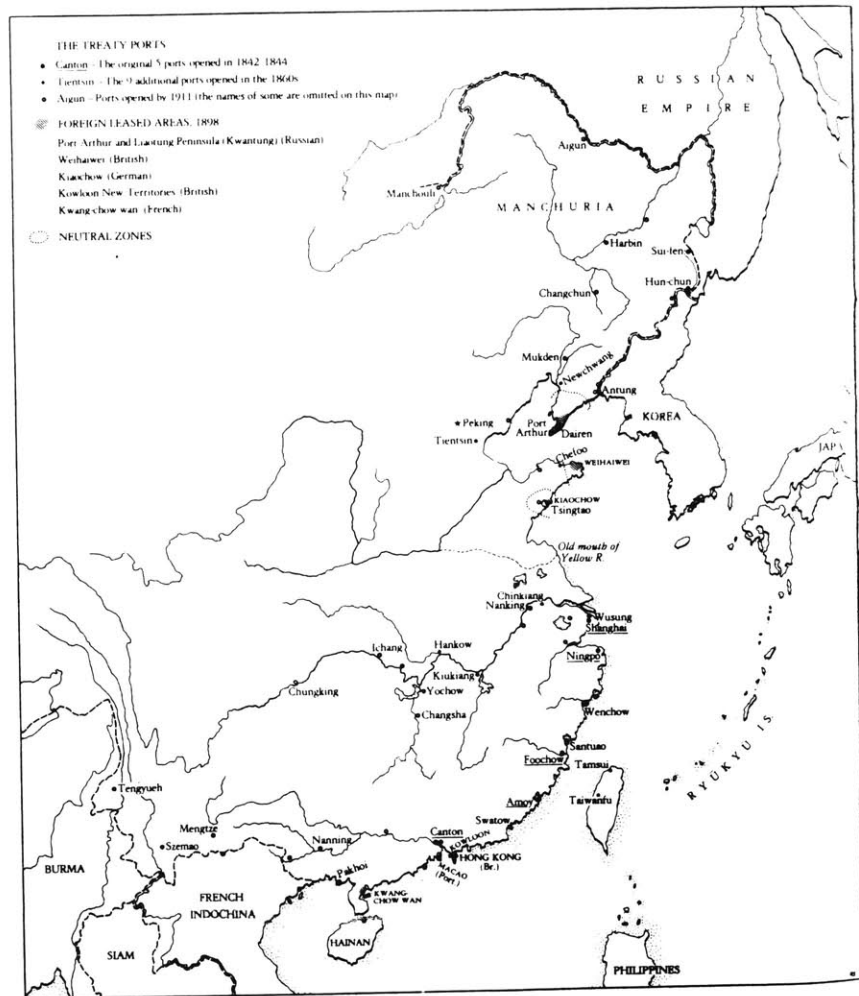 THE TREATY PORTS
Canton – The original 5 ports opened in 1842–1844
Tientsin – The 9 additional ports opened in the 1860s
Aigun – Ports opened by 1911 (the names of some are omitted on this map)
FOREIGN LEASED AREAS, 1898
Port Arthur and Liaotung Peninsula (Kwantung) (Russian)
Weihaiwei (British)
Kiaochow (German)
Kowloon New Territories (British)
Kwang-chow wan (French)
NEUTRAL ZONES
RUSSIAN
EMPIRE
Aigun
Manchouli
MANCHURIA
Harbin
Sui-fen
Hun-chun
Changchun
Mukden
Newchwang
Antung
Peking
Port
Arthur
Dairen
KOREA
Tientsin
JAPA
Chefoo
WEIHAIWEI
KIAOCHOW
Tsingtao
Old mouth of
Yellow R.
Chinkiang
Nanking
Wusung
Shanghai
Ichang
Hankow
Ningpo
Kiukiang
Chungking
Yochow
Changsha
Wenchow
Santuao
Foochow
Tamsui
RYŪKYŪ IS.
Tengyueh
Amoy
Taiwanfu
Mengtze
Swatow
Szemao
Nanning
Canton
KOWLOON
HONG KONG
(Br.)
MACAO
(Port.)
BURMA
Pakhoi
KWANG-
CHOW WAN
FRENCH
INDOCHINA
HAINAN
SIAM
PHILIPPINES